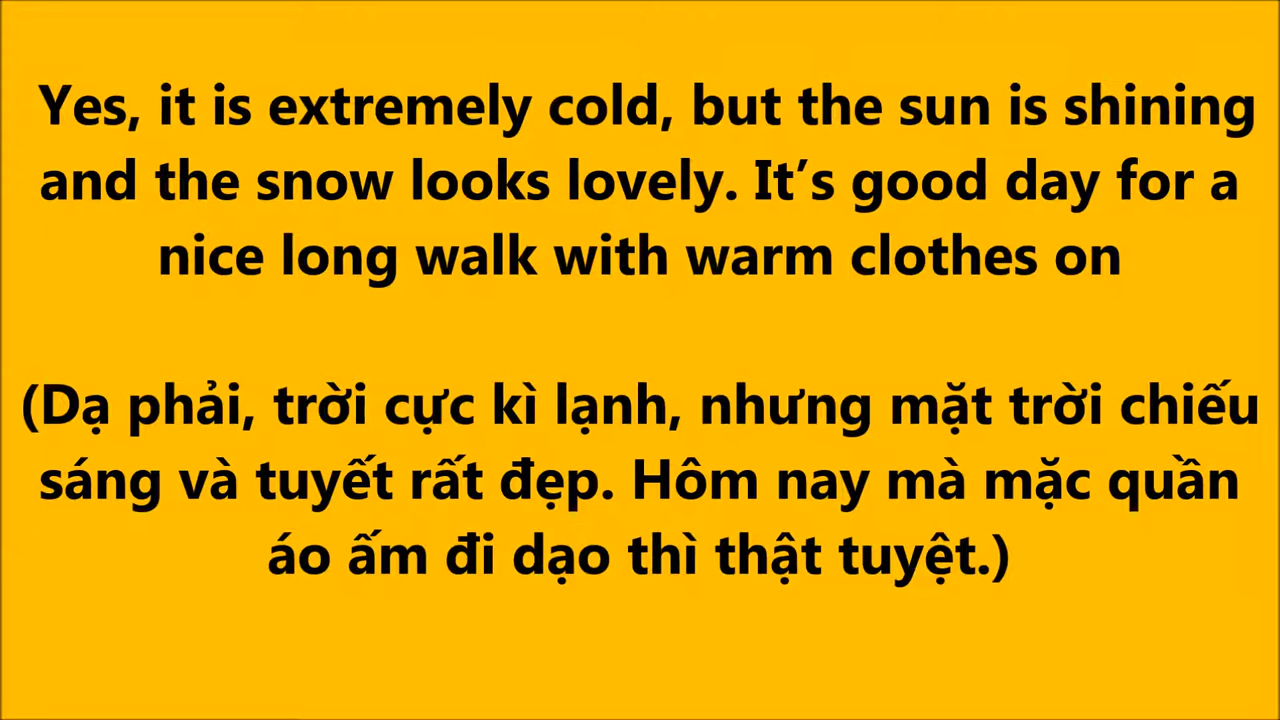 Yes, it is extremely cold, but the sun is shining
and the snow looks lovely. It’s good day for a
nice long walk with warm clothes on
(Dạ phải, trời cực kì lạnh, nhưng mặt trời chiếu
sáng và tuyết rất đẹp. Hôm nay mà mặc quần
áo ấm đi dạo thì thật tuyệt.)